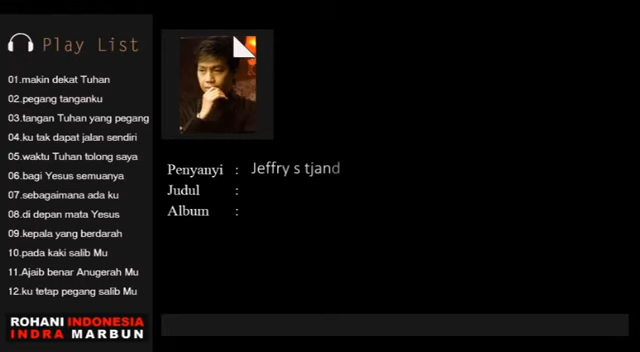 Play List
01.makin dekat Tuhan
02.pegang tanganku
03.tangan Tuhan yang pegang
04.ku tak dapat jalan sendiri
05.waktu Tuhan tolong saya
06.bagi Yesus semuanya
07.sebagaimana ada ku
08.di depan mata Yesus
09.kepala yang berdarah
10.pada kaki salib Mu
11.Ajaib benar Anugerah Mu
12.ku tetap pegang salib Mu
ROHANI INDONESIA
INDRA MARBUN
Penyanyi : Jeffry s tjand
Judul :
Album :